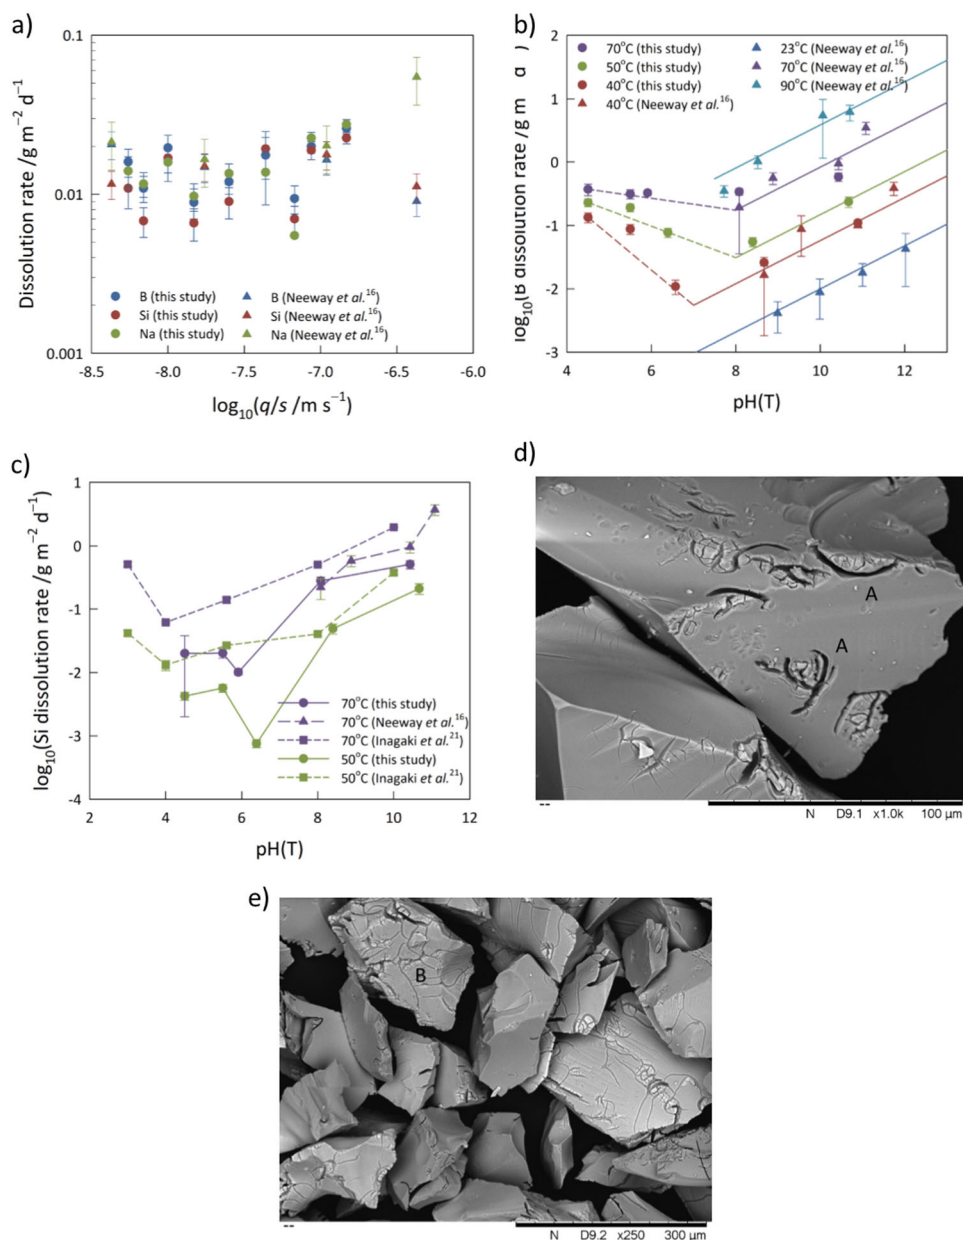 a)
0.1
0.01
0.001
Dissolution rate /g m⁻² d⁻¹
B (this study)
Si (this study)
Na (this study)
B (Neeway et al.¹⁶)
Si (Neeway et al.¹⁶)
Na (Neeway et al.¹⁶)
-8.5 -8.0 -7.5 -7.0 -6.5 -6.0
log₁₀(q/s /m s⁻¹)
b)
2
1
0
-1
-2
-3
log₁₀(B dissolution rate /g m d
70°C (this study)
50°C (this study)
40°C (this study)
40°C (Neeway et al.¹⁶)
23°C (Neeway et al.¹⁶)
70°C (Neeway et al.¹⁶)
90°C (Neeway et al.¹⁶)
4 6 8 10 12
pH(T)
c)
1
0
-1
-2
-3
-4
log₁₀(Si dissolution rate /g m⁻² d⁻¹)
70°C (this study)
70°C (Neeway et al.¹⁶)
70°C (Inagaki et al.²¹)
50°C (this study)
50°C (Inagaki et al.²¹)
2 4 6 8 10 12
pH(T)
d)
A
A
N D9.1 x1.0k 100 µm
e)
B
N D9.2 x250 300 µm